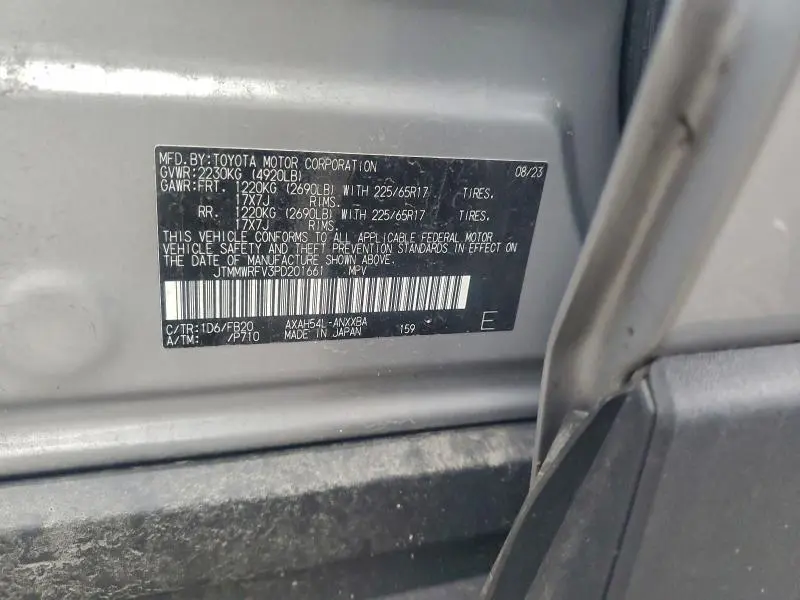 MFD.BY:TOYOTA MOTOR CORPORATION 08/23
GVWR:2230KG (4920LB)
GAWR:FRT. 1220KG (2690LB) WITH 225/65R17 TIRES.
17X7J RIMS.
RR. 1220KG (2690LB) WITH 225/65R17 TIRES.
17X7J RIMS.
THIS VEHICLE CONFORMS TO ALL APPLICABLE FEDERAL MOTOR
VEHICLE SAFETY AND THEFT PREVENTION STANDARDS IN EFFECT ON
THE DATE OF MANUFACTURE SHOWN ABOVE.
JTMMWRFV3PD201661 MPV
C/TR:1D6/FB20 AXAH54L-ANXXBA 159 E
A/TM: /P710 MADE IN JAPAN